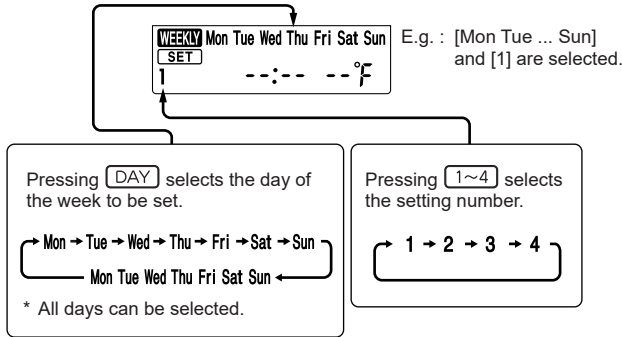 WEEKLY Mon Tue Wed Thu Fri Sat Sun
SET
1 --:-- --°F
E.g. : [Mon Tue ... Sun]
and [1] are selected.
Pressing DAY selects the day of
the week to be set.
Mon → Tue → Wed → Thu → Fri → Sat → Sun
Mon Tue Wed Thu Fri Sat Sun
* All days can be selected.
Pressing 1~4 selects
the setting number.
1 → 2 → 3 → 4